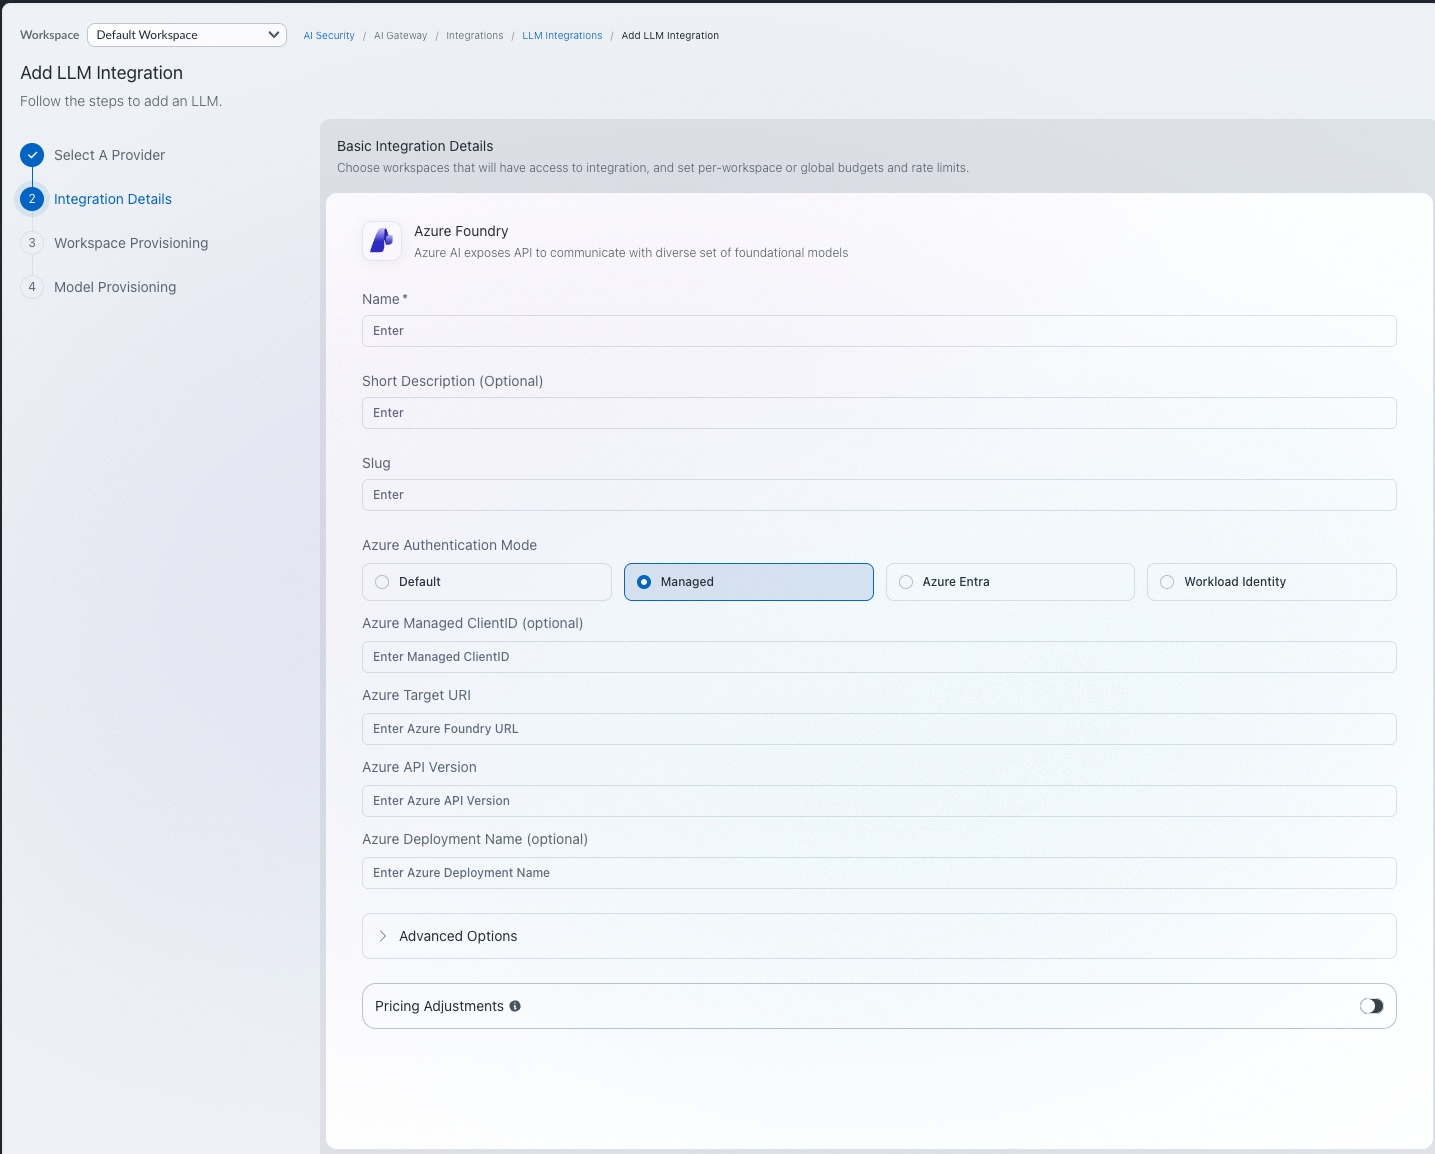 Workspace Default Workspace AI Security / AI Gateway / Integrations / LLM Integrations / Add LLM Integration
Add LLM Integration
Follow the steps to add an LLM.
Select A Provider
2 Integration Details
3 Workspace Provisioning
4 Model Provisioning
Basic Integration Details
Choose workspaces that will have access to integration, and set per-workspace or global budgets and rate limits.
Azure Foundry
Azure AI exposes API to communicate with diverse set of foundational models
Name*
Enter
Short Description (Optional)
Enter
Slug
Enter
Azure Authentication Mode
Default Managed Azure Entra Workload Identity
Azure Managed ClientID (optional)
Enter Managed ClientID
Azure Target URI
Enter Azure Foundry URL
Azure API Version
Enter Azure API Version
Azure Deployment Name (optional)
Enter Azure Deployment Name
Advanced Options
Pricing Adjustments